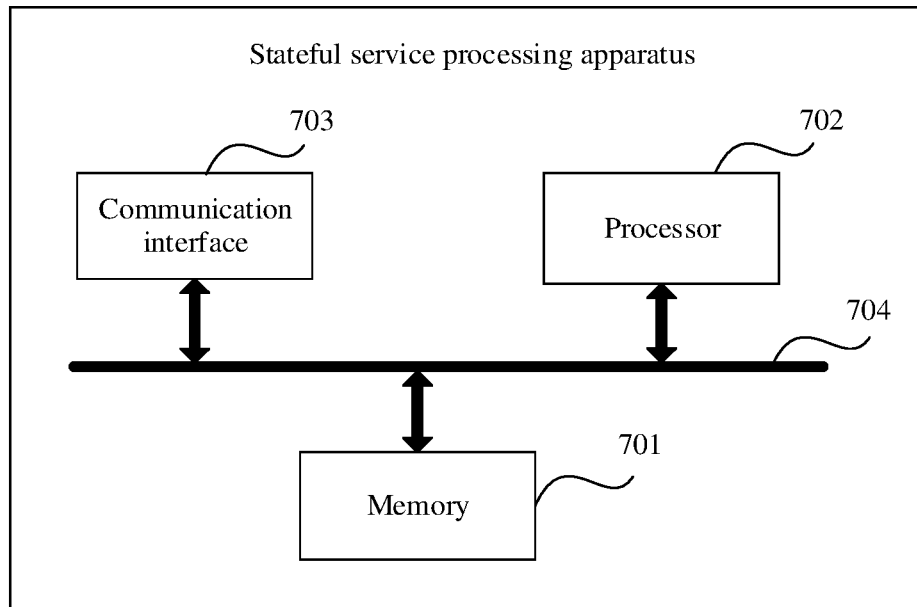 Stateful service processing apparatus
703
702
Communication
interface
Processor
704
701
Memory